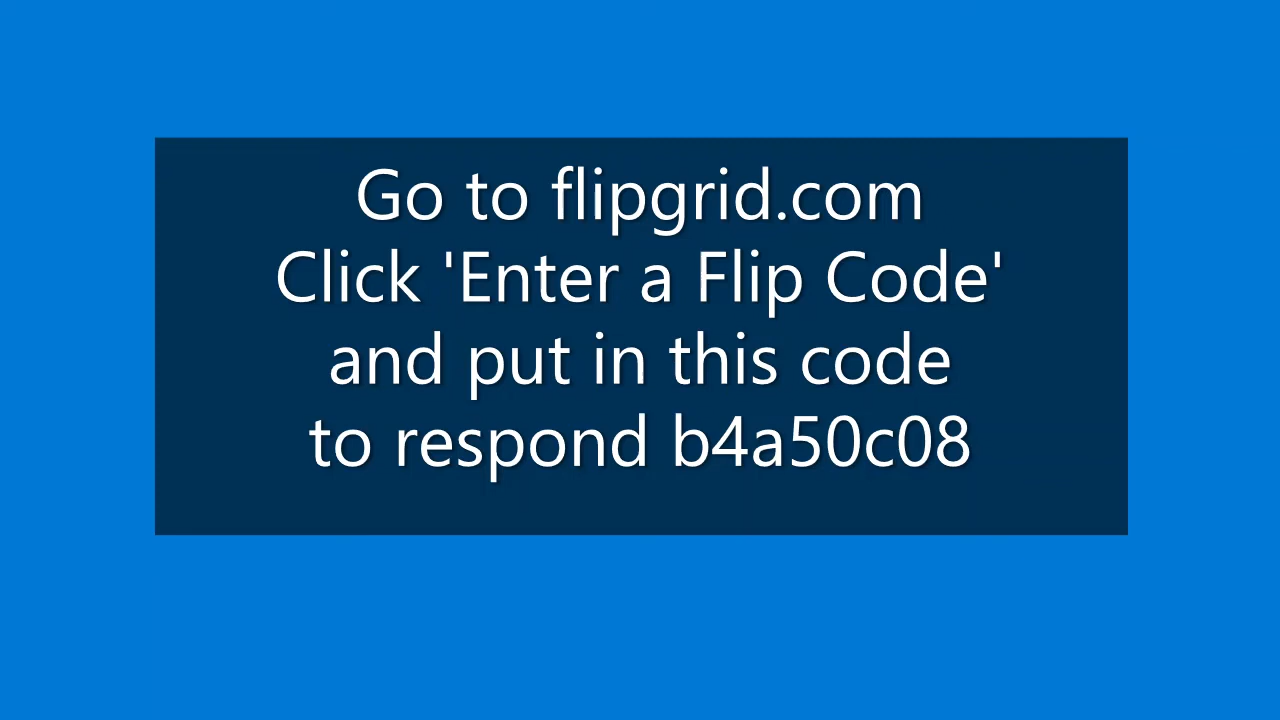 Go to flipgrid.com
Click 'Enter a Flip Code'
and put in this code
to respond b4a50c08